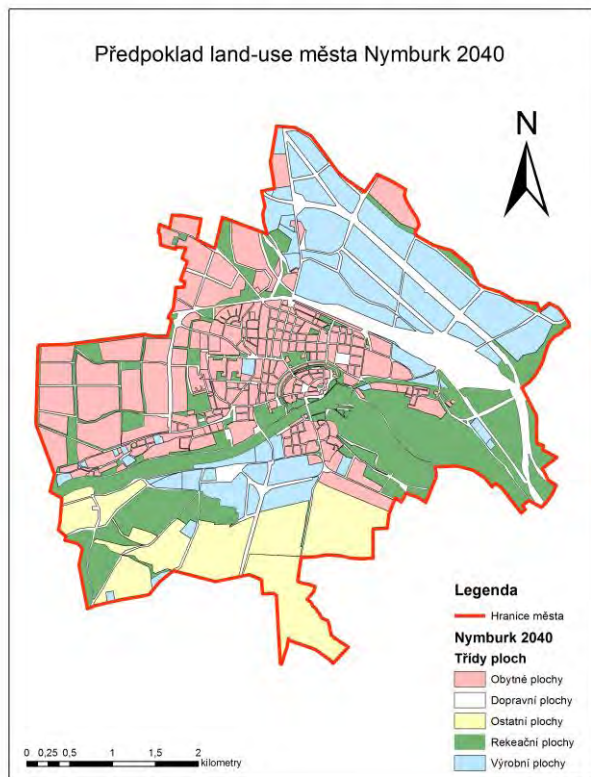 Předpoklad land-use města Nymburk 2040
N
Legenda
Hranice města
Nymburk 2040
Třídy ploch
Obytné plochy
Dopravní plochy
Ostatní plochy
Rekeační plochy
Výrobní plochy
0 0,25 0,5 1 1,5 2
kilometry